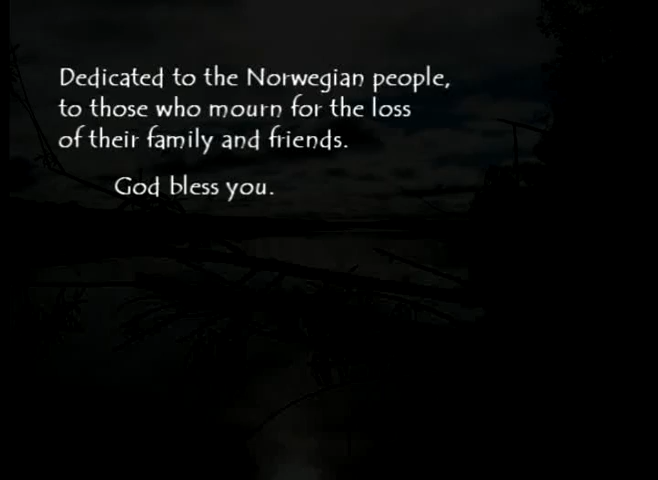 Dedicated to the Norwegian people,
to those who mourn for the loss
of their family and friends.
God bless you.